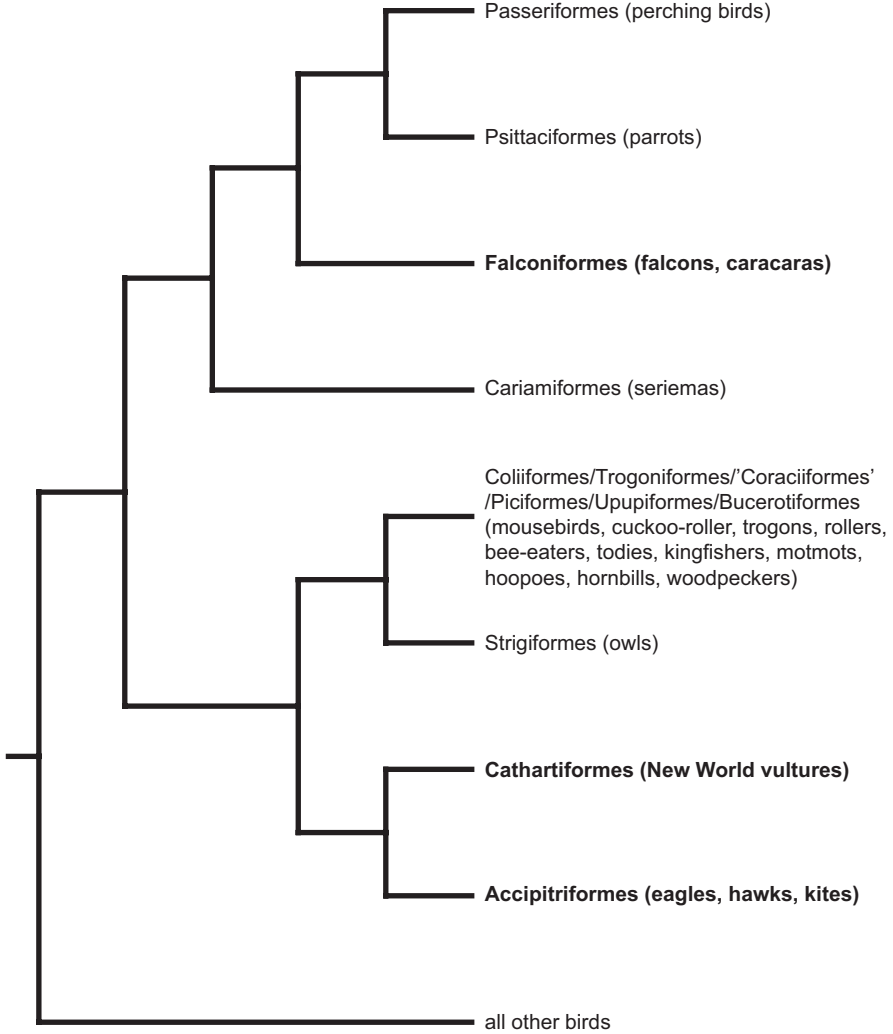 Passeriformes (perching birds)
Psittaciformes (parrots)
Falconiformes (falcons, caracaras)
Cariamiformes (seriemas)
Coliiformes/Trogoniformes/’Coraciiformes’
/Piciformes/Upupiformes/Bucerotiformes
(mousebirds, cuckoo-roller, trogons, rollers,
bee-eaters, todies, kingfishers, motmots,
hoopoes, hornbills, woodpeckers)
Strigiformes (owls)
Cathartiformes (New World vultures)
Accipitriformes (eagles, hawks, kites)
all other birds